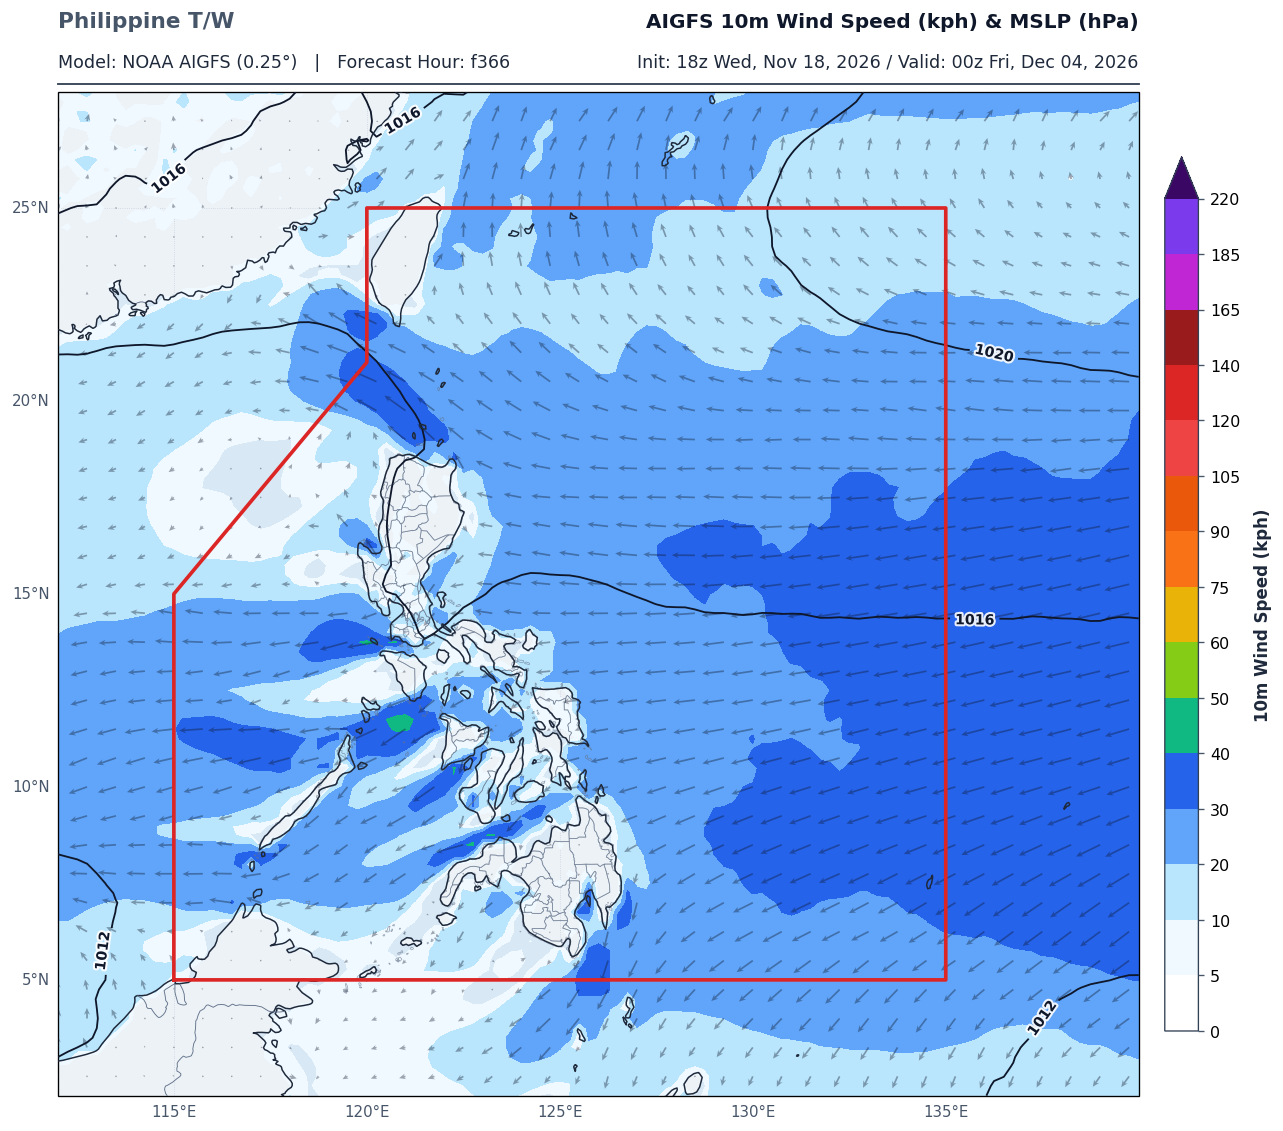 Philippine T/W
AIGFS 10m Wind Speed (kph) & MSLP (hPa)
Model: NOAA AIGFS (0.25°)   |   Forecast Hour: f366
Init: 18z Wed, Nov 18, 2026 / Valid: 00z Fri, Dec 04, 2026
1016
1016
1020
1016
1012
1012
25°N
20°N
15°N
10°N
5°N
115°E
120°E
125°E
130°E
135°E
220
185
165
140
120
105
90
75
60
50
40
30
20
10
5
0
10m Wind Speed (kph)